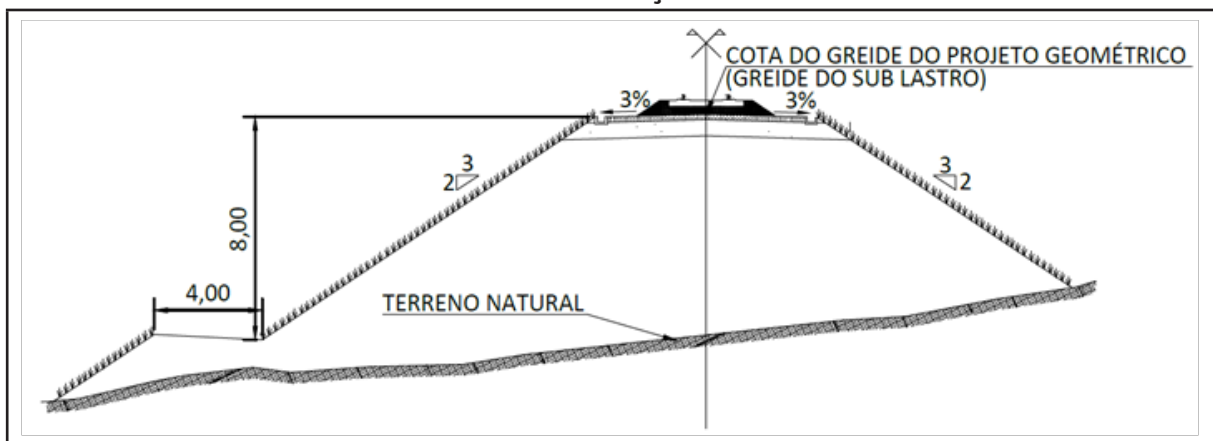 COTA DO GREIDE DO PROJETO GEOMÉTRICO
(GREIDE DO SUB LASTRO)
3%
3%
3
2
3
2
8,00
4,00
TERRENO NATURAL